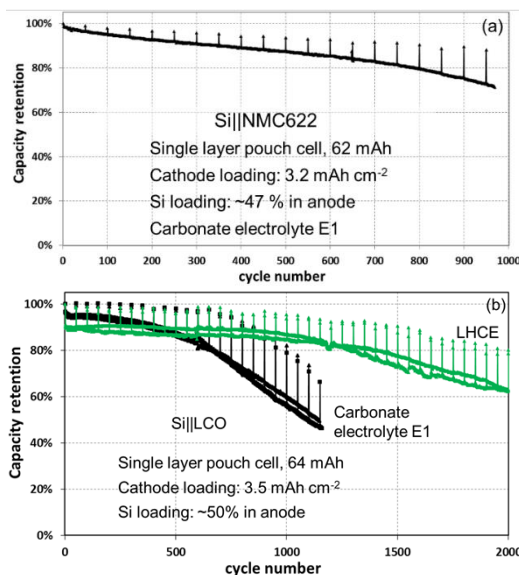 (a)
100%
80%
60%
40%
20%
0%
Capacity retention
Si||NMC622
Single layer pouch cell, 62 mAh
Cathode loading: 3.2 mAh cm⁻²
Si loading: ~47 % in anode
Carbonate electrolyte E1
0 100 200 300 400 500 600 700 800 900 1000
cycle number
(b)
100%
80%
60%
40%
20%
0%
Capacity retention
LHCE
Si||LCO
Carbonate
electrolyte E1
Single layer pouch cell, 64 mAh
Cathode loading: 3.5 mAh cm⁻²
Si loading: ~50% in anode
0 500 1000 1500 2000
cycle number